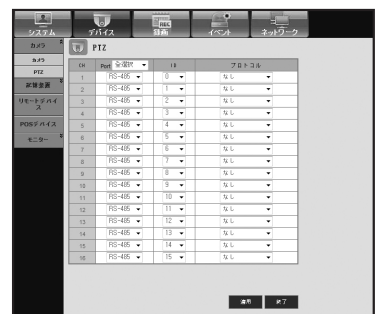 システム デバイス 録画 イベント ネットワーク
REC
カメラ
カメラ
PTZ
記憶装置
リモートデバイス
POSデバイス
モニター
PTZ
CH Port 全選択 ID プロトコル
1 RS-485 0 なし
2 RS-485 1 なし
3 RS-485 2 なし
4 RS-485 3 なし
5 RS-485 4 なし
6 RS-485 5 なし
7 RS-485 6 なし
8 RS-485 7 なし
9 RS-485 8 なし
10 RS-485 9 なし
11 RS-485 10 なし
12 RS-485 11 なし
13 RS-485 12 なし
14 RS-485 13 なし
15 RS-485 14 なし
16 RS-485 15 なし
適用 終了